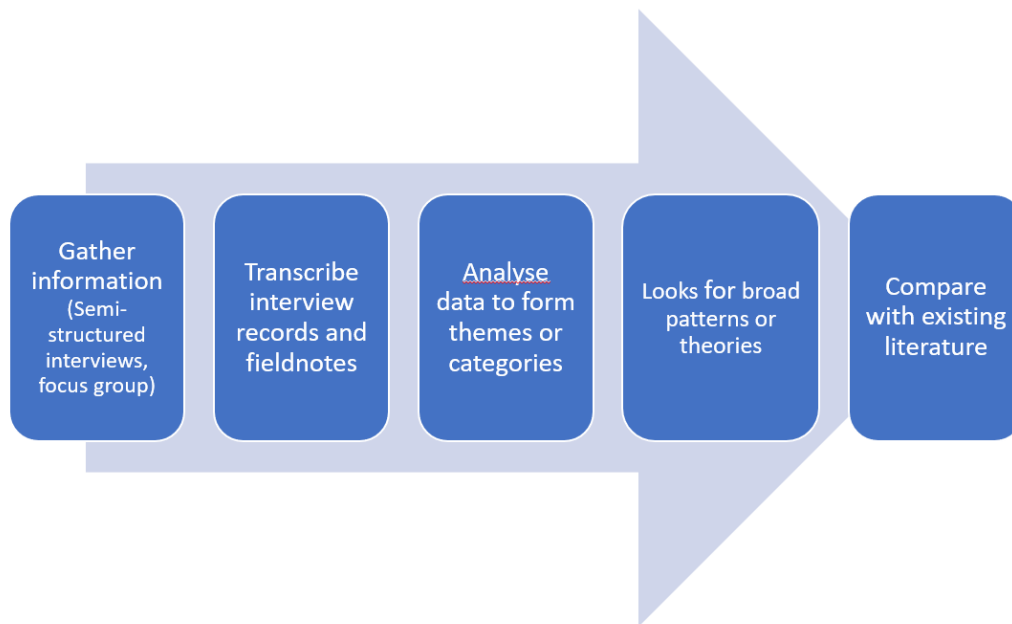 Gather
information
(Semi-
structured
interviews,
focus group)
Transcribe
interview
records and
fieldnotes
Analyse
data to form
themes or
categories
Looks for broad
patterns or
theories
Compare
with existing
literature